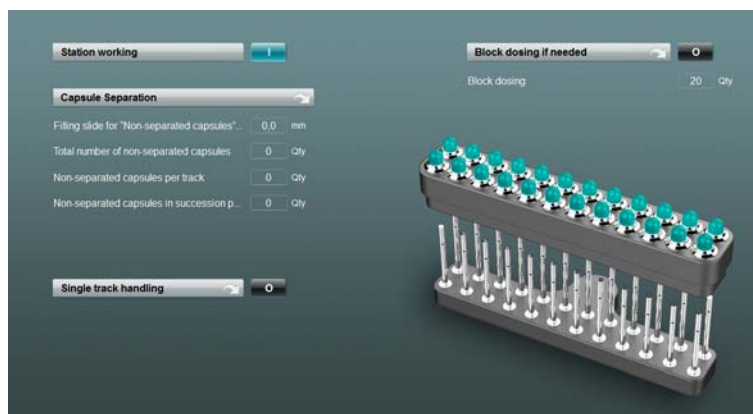 Station working I
Capsule Separation
Filling slide for "Non-separated capsules"... 0,0 mm
Total number of non-separated capsules 0 Qty
Non-separated capsules per track 0 Qty
Non-separated capsules in succession p... 0 Qty
Single track handling O
Block dosing if needed O
Block dosing 20 Qty